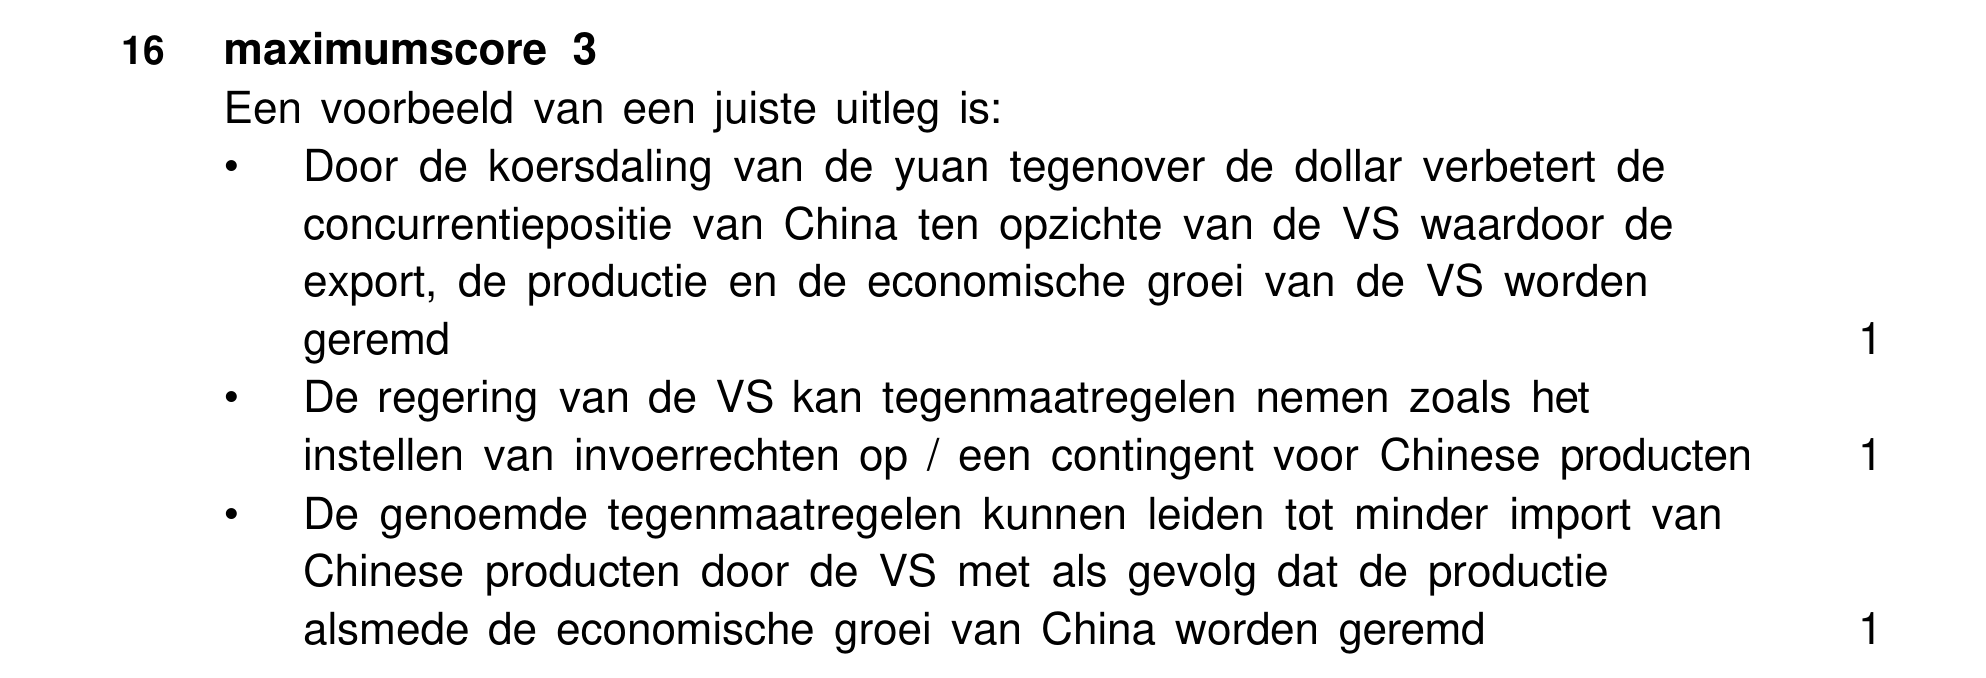 16 maximumscore 3
Een voorbeeld van een juiste uitleg is:
• Door de koersdaling van de yuan tegenover de dollar verbetert de
concurrentiepositie van China ten opzichte van de VS waardoor de
export, de productie en de economische groei van de VS worden
geremd 1
• De regering van de VS kan tegenmaatregelen nemen zoals het
instellen van invoerrechten op / een contingent voor Chinese producten 1
• De genoemde tegenmaatregelen kunnen leiden tot minder import van
Chinese producten door de VS met als gevolg dat de productie
alsmede de economische groei van China worden geremd 1